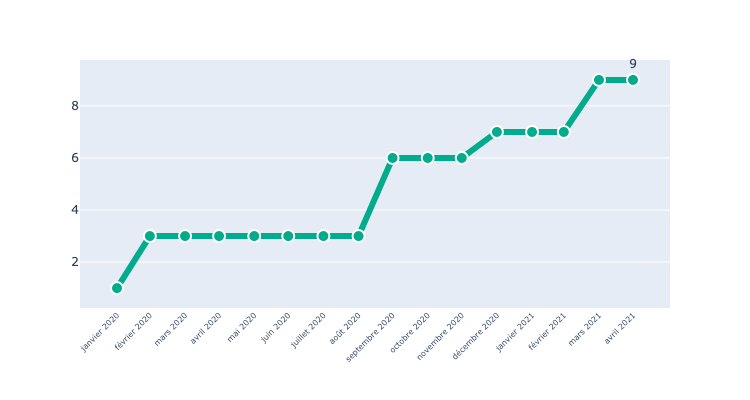 9
8
6
4
2
janvier 2020
février 2020
mars 2020
avril 2020
mai 2020
juin 2020
juillet 2020
août 2020
septembre 2020
octobre 2020
novembre 2020
décembre 2020
janvier 2021
février 2021
mars 2021
avril 2021